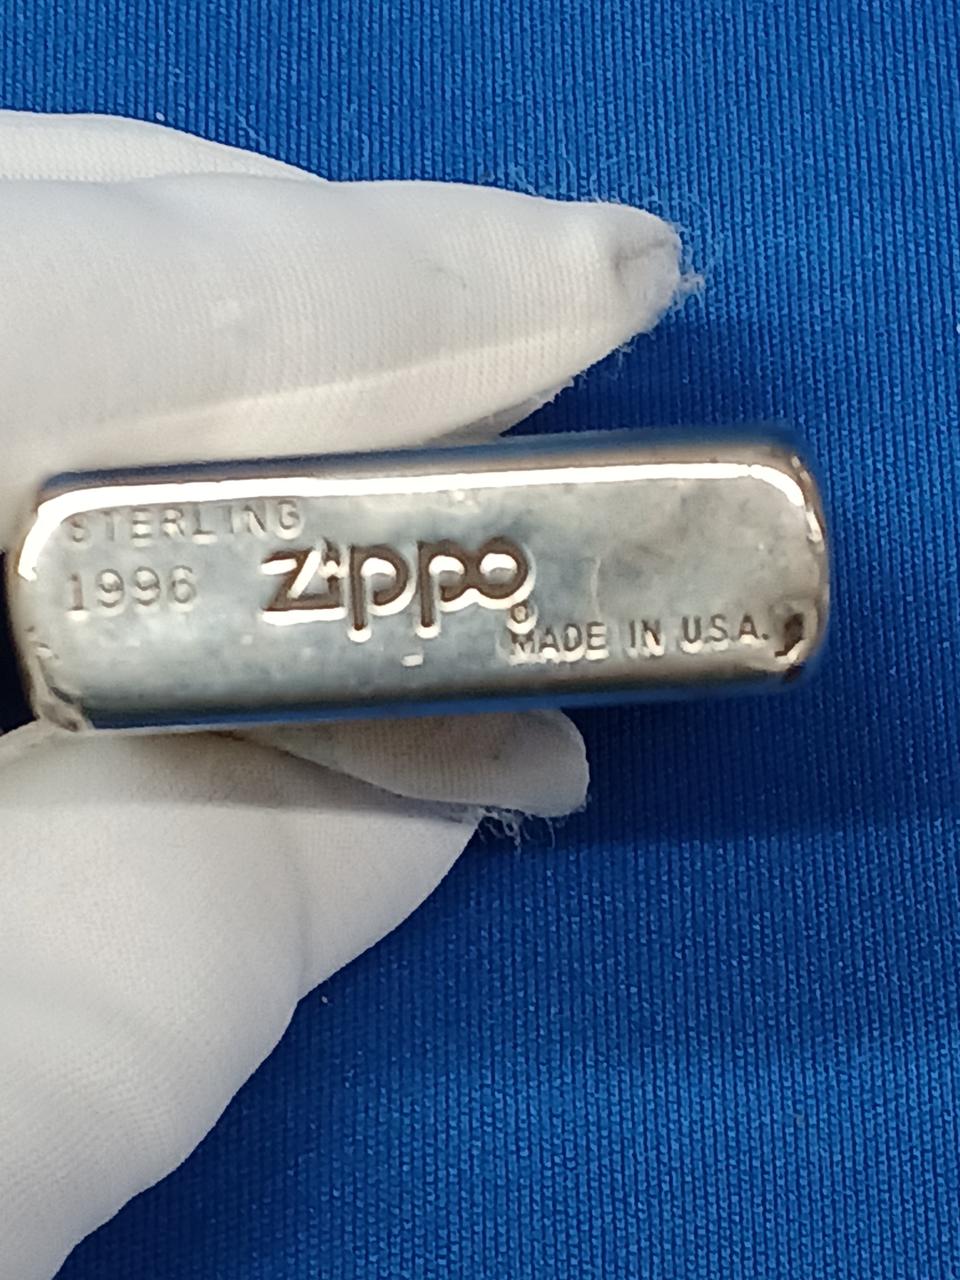 STERLING
1996
Zippo®
MADE IN U.S.A.